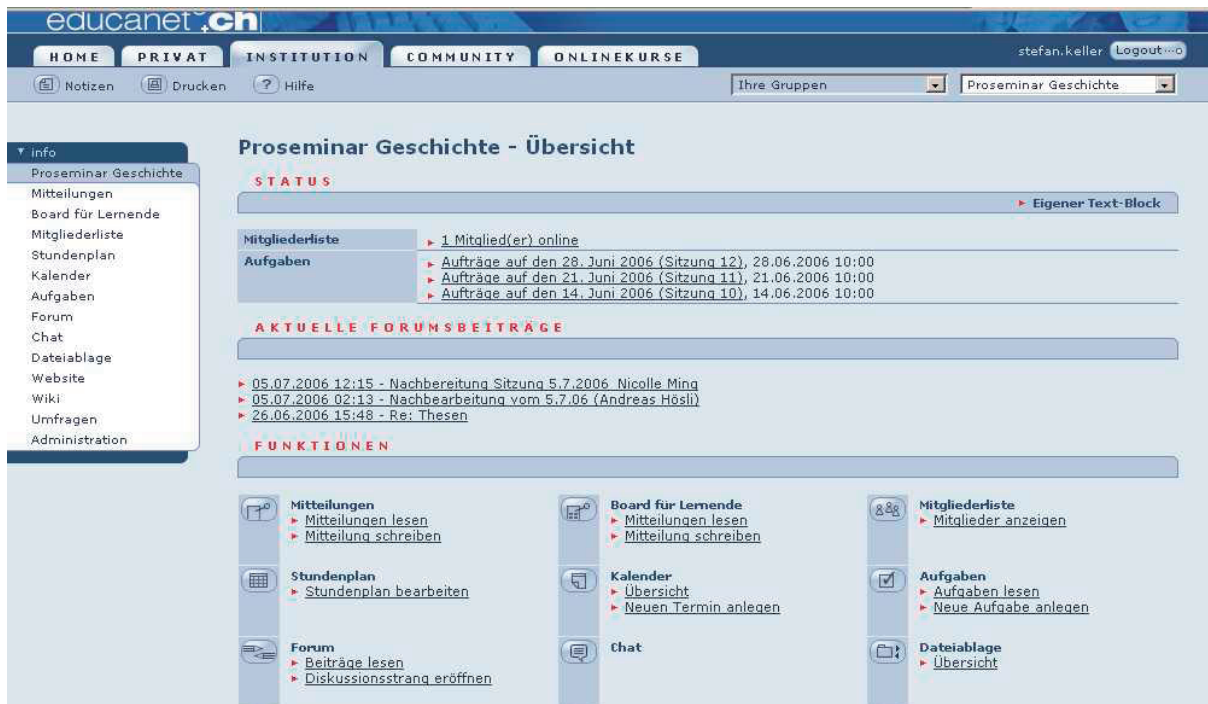 educanet².ch
HOME PRIVAT INSTITUTION COMMUNITY ONLINEKURSE stefan.keller Logout
Notizen Drucken ? Hilfe Ihre Gruppen Proseminar Geschichte
info
Proseminar Geschichte
Mitteilungen
Board für Lernende
Mitgliederliste
Stundenplan
Kalender
Aufgaben
Forum
Chat
Dateiablage
Website
Wiki
Umfragen
Administration
Proseminar Geschichte - Übersicht
STATUS
Eigener Text-Block
Mitgliederliste 1 Mitglied(er) online
Aufgaben Aufträge auf den 28. Juni 2006 (Sitzung 12), 28.06.2006 10:00
Aufträge auf den 21. Juni 2006 (Sitzung 11), 21.06.2006 10:00
Aufträge auf den 14. Juni 2006 (Sitzung 10), 14.06.2006 10:00
AKTUELLE FORUMSBEITRÄGE
05.07.2006 12:15 - Nachbereitung Sitzung 5.7.2006 Nicolle Ming
05.07.2006 02:13 - Nachbearbeitung vom 5.7.06 (Andreas Hösli)
26.06.2006 15:48 - Re: Thesen
FUNKTIONEN
Mitteilungen
Mitteilungen lesen
Mitteilung schreiben
Board für Lernende
Mitteilungen lesen
Mitteilung schreiben
Mitgliederliste
Mitglieder anzeigen
Stundenplan
Stundenplan bearbeiten
Kalender
Übersicht
Neuen Termin anlegen
Aufgaben
Aufgaben lesen
Neue Aufgabe anlegen
Forum
Beiträge lesen
Diskussionsstrang eröffnen
Chat
Dateiablage
Übersicht